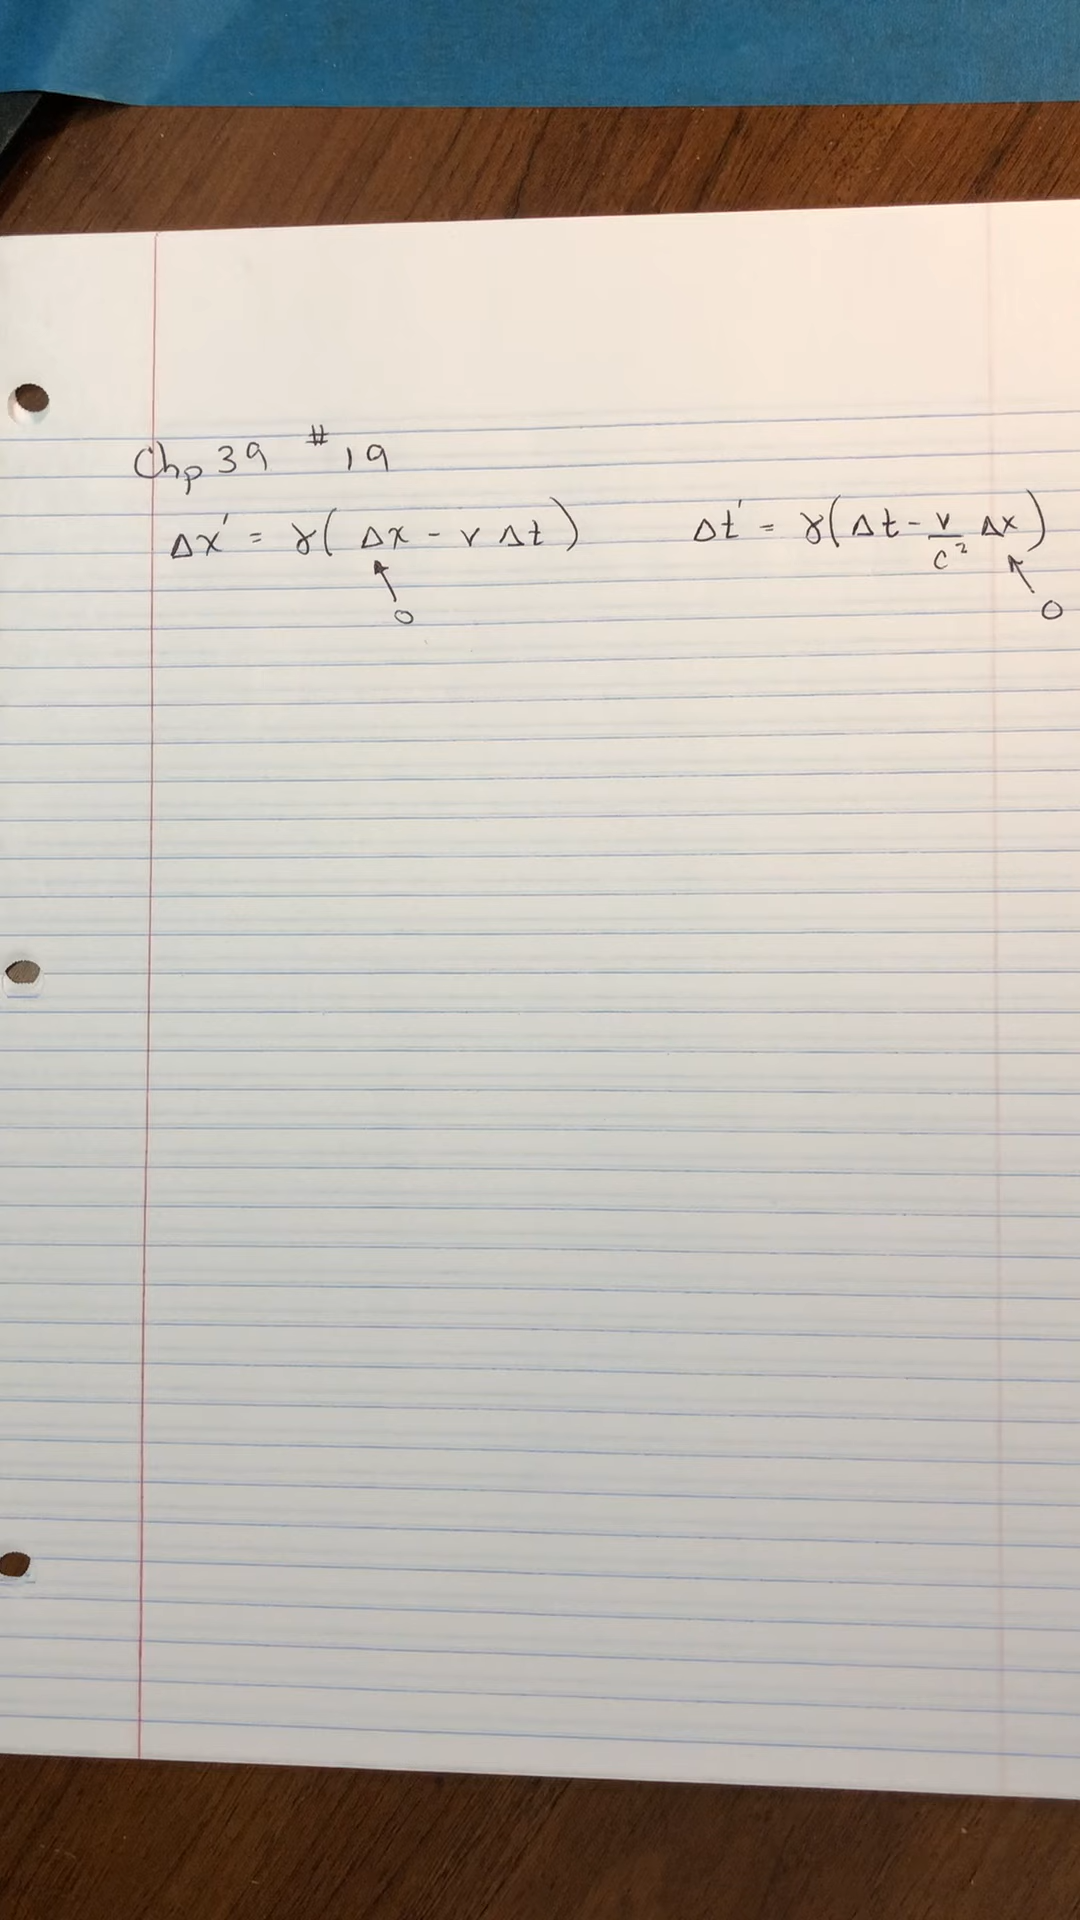 Chp 39 # 19
Δx' = γ( Δx - v Δt ) Δt' = γ( Δt - v/c² Δx )
0 0